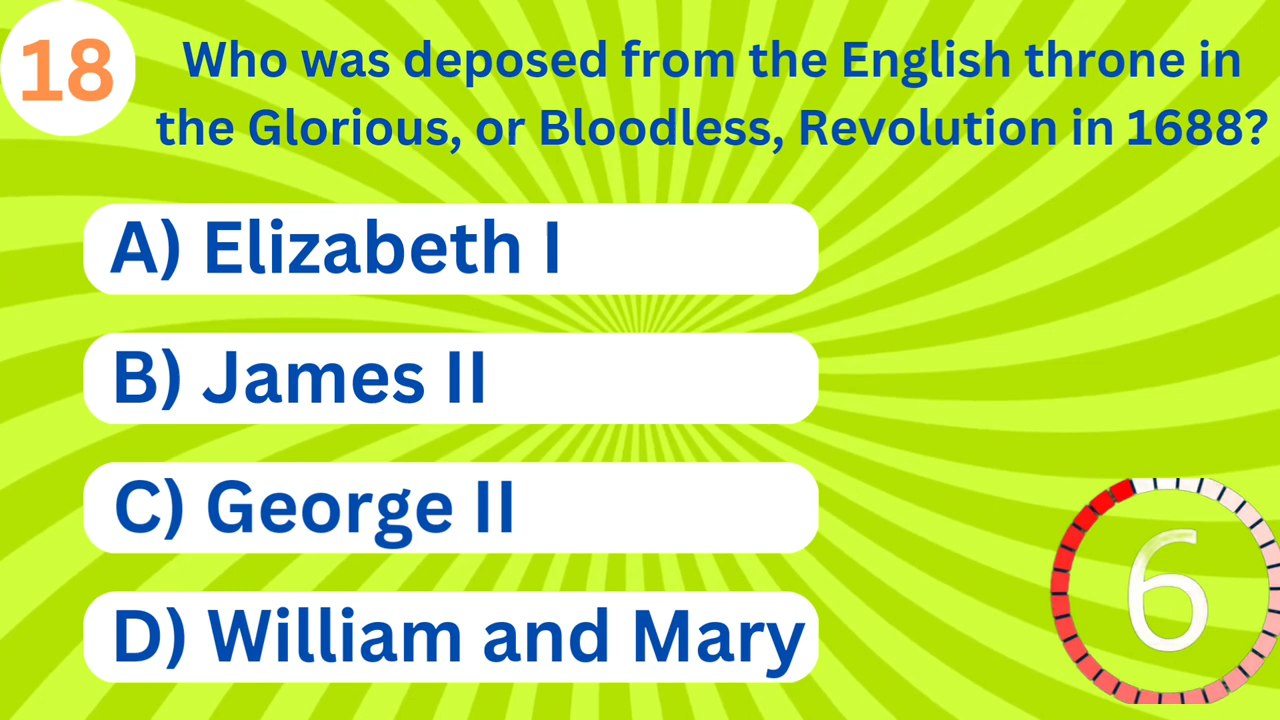 18
Who was deposed from the English throne in
the Glorious, or Bloodless, Revolution in 1688?
A) Elizabeth I
B) James II
C) George II
D) William and Mary
6